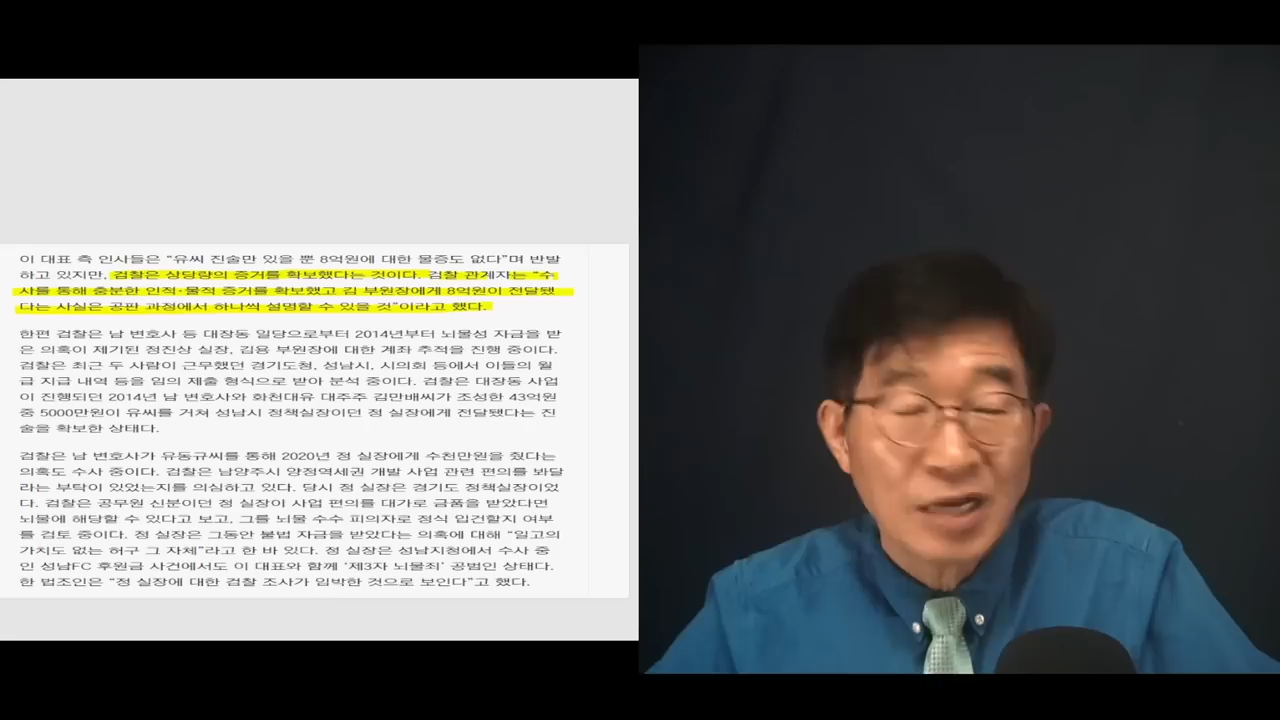 이 대표 측 인사들은 “유씨 진술만 있을 뿐 8억원에 대한 물증도 없다”며 반발
하고 있지만, 검찰은 상당량의 증거를 확보했다는 것이다. 검찰 관계자는 “수
사를 통해 충분한 인적·물적 증거를 확보했고 김 부원장에게 8억원이 전달됐
다는 사실은 공판 과정에서 하나씩 설명할 수 있을 것”이라고 했다.
한편 검찰은 남 변호사 등 대장동 일당으로부터 2014년부터 뇌물성 자금을 받
은 의혹이 제기된 정진상 실장, 김용 부원장에 대한 계좌 추적을 진행 중이다.
검찰은 최근 두 사람이 근무했던 경기도청, 성남시, 시의회 등에서 이들의 월
급 지급 내역 등을 임의 제출 형식으로 받아 분석 중이다. 검찰은 대장동 사업
이 진행되던 2014년 남 변호사와 화천대유 대주주 김만배씨가 조성한 43억원
중 5000만원이 유씨를 거쳐 성남시 정책실장이던 정 실장에게 전달됐다는 진
술을 확보한 상태다.
검찰은 남 변호사가 유동규씨를 통해 2020년 정 실장에게 수천만원을 줬다는
의혹도 수사 중이다. 검찰은 남양주시 양정역세권 개발 사업 관련 편의를 봐달
라는 부탁이 있었는지를 의심하고 있다. 당시 정 실장은 경기도 정책실장이었
다. 검찰은 공무원 신분이던 정 실장이 사업 편의를 대가로 금품을 받았다면
뇌물에 해당할 수 있다고 보고, 그를 뇌물 수수 피의자로 정식 입건할지 여부
를 검토 중이다. 정 실장은 그동안 불법 자금을 받았다는 의혹에 대해 “일고의
가치도 없는 허구 그 자체”라고 한 바 있다. 정 실장은 성남지청에서 수사 중
인 성남FC 후원금 사건에서도 이 대표와 함께 ‘제3자 뇌물죄’ 공범인 상태다.
한 법조인은 “정 실장에 대한 검찰 조사가 임박한 것으로 보인다”고 했다.